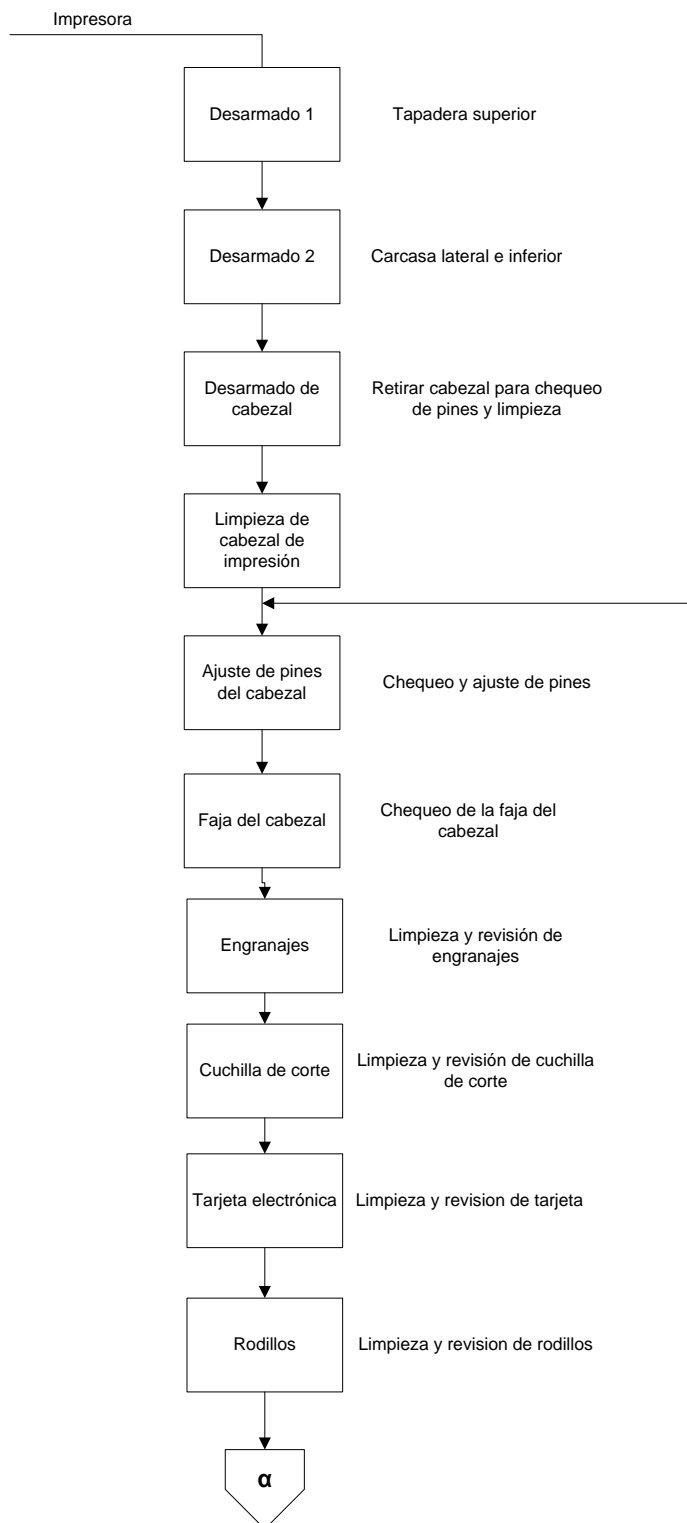 Impresora
Desarmado 1
Tapadera superior
Desarmado 2
Carcasa lateral e inferior
Desarmado de
cabezal
Retirar cabezal para chequeo
de pines y limpieza
Limpieza de
cabezal de
impresión
Ajuste de pines
del cabezal
Chequeo y ajuste de pines
Faja del cabezal
Chequeo de la faja del
cabezal
Engranajes
Limpieza y revisión de
engranajes
Cuchilla de corte
Limpieza y revisión de cuchilla
de corte
Tarjeta electrónica
Limpieza y revision de tarjeta
Rodillos
Limpieza y revision de rodillos
α